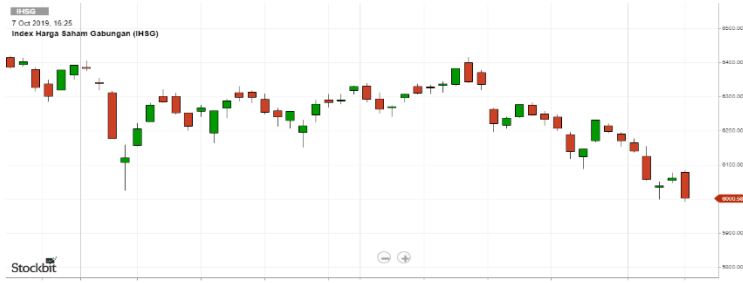 IHSG
7 Oct 2019, 16:25
Index Harga Saham Gabungan (IHSG)
6500.00
6400.00
6300.00
6200.00
6100.00
6000.58
5900.00
5800.00
Stockbit